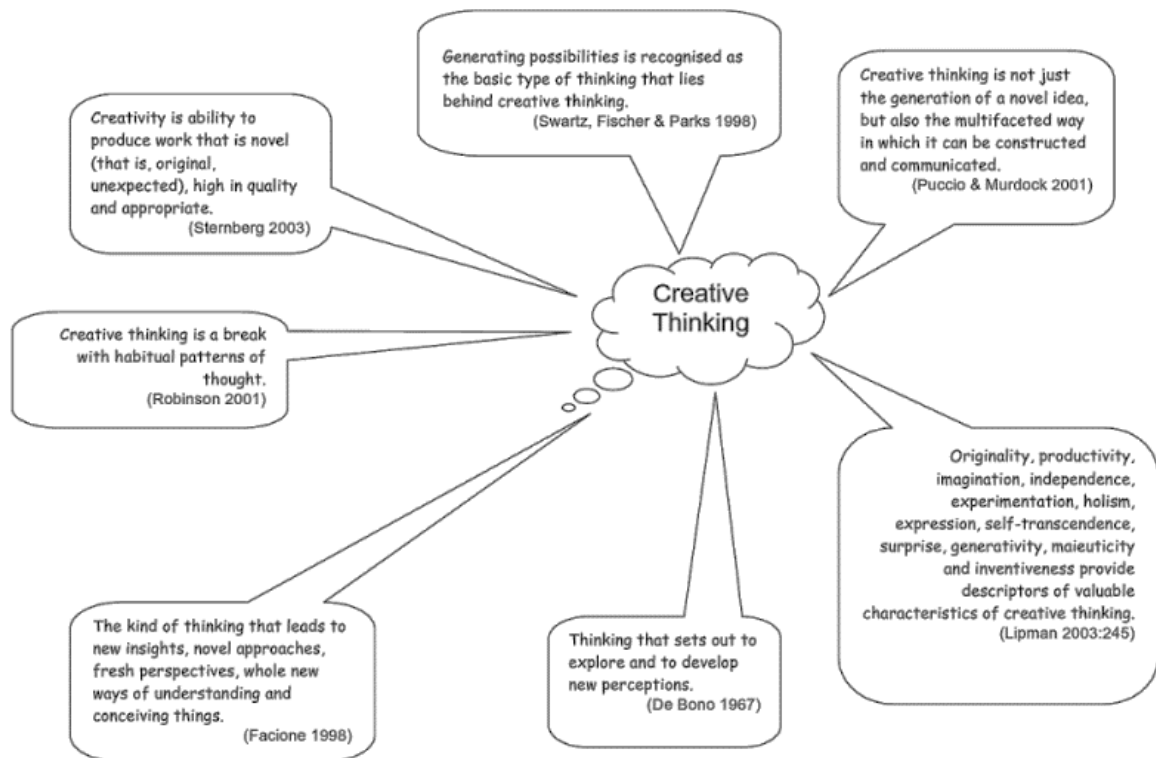 Generating possibilities is recognised as
the basic type of thinking that lies
behind creative thinking.
(Swartz, Fischer & Parks 1998)
Creative thinking is not just
the generation of a novel idea,
but also the multifaceted way
in which it can be constructed
and communicated.
(Puccio & Murdock 2001)
Creativity is ability to
produce work that is novel
(that is, original,
unexpected), high in quality
and appropriate.
(Sternberg 2003)
Creative
Thinking
Creative thinking is a break
with habitual patterns of
thought.
(Robinson 2001)
Originality, productivity,
imagination, independence,
experimentation, holism,
expression, self-transcendence,
surprise, generativity, maieuticity
and inventiveness provide
descriptors of valuable
characteristics of creative thinking.
(Lipman 2003:245)
The kind of thinking that leads to
new insights, novel approaches,
fresh perspectives, whole new
ways of understanding and
conceiving things.
(Facione 1998)
Thinking that sets out to
explore and to develop
new perceptions.
(De Bono 1967)